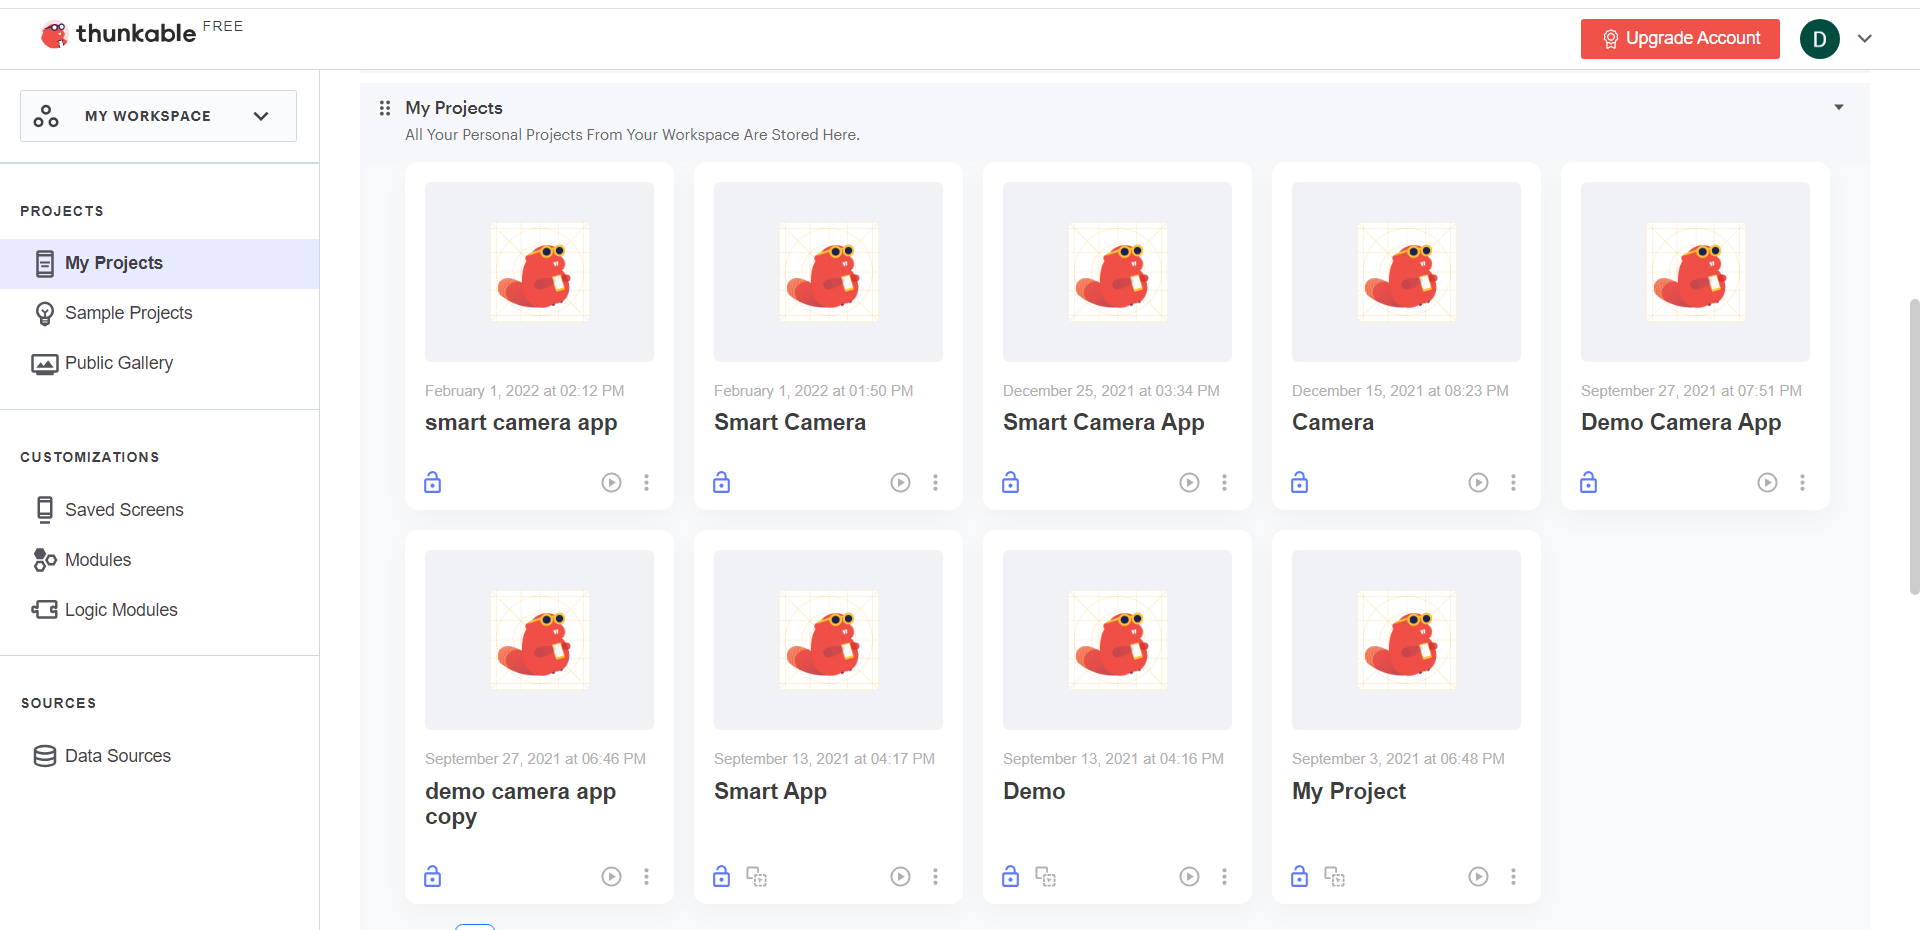 thunkable FREE
Upgrade Account
D
MY WORKSPACE
PROJECTS
My Projects
Sample Projects
Public Gallery
CUSTOMIZATIONS
Saved Screens
Modules
Logic Modules
SOURCES
Data Sources
My Projects
All Your Personal Projects From Your Workspace Are Stored Here.
February 1, 2022 at 02:12 PM
smart camera app
February 1, 2022 at 01:50 PM
Smart Camera
December 25, 2021 at 03:34 PM
Smart Camera App
December 15, 2021 at 08:23 PM
Camera
September 27, 2021 at 07:51 PM
Demo Camera App
September 27, 2021 at 06:46 PM
demo camera app
copy
September 13, 2021 at 04:17 PM
Smart App
September 13, 2021 at 04:16 PM
Demo
September 3, 2021 at 06:48 PM
My Project